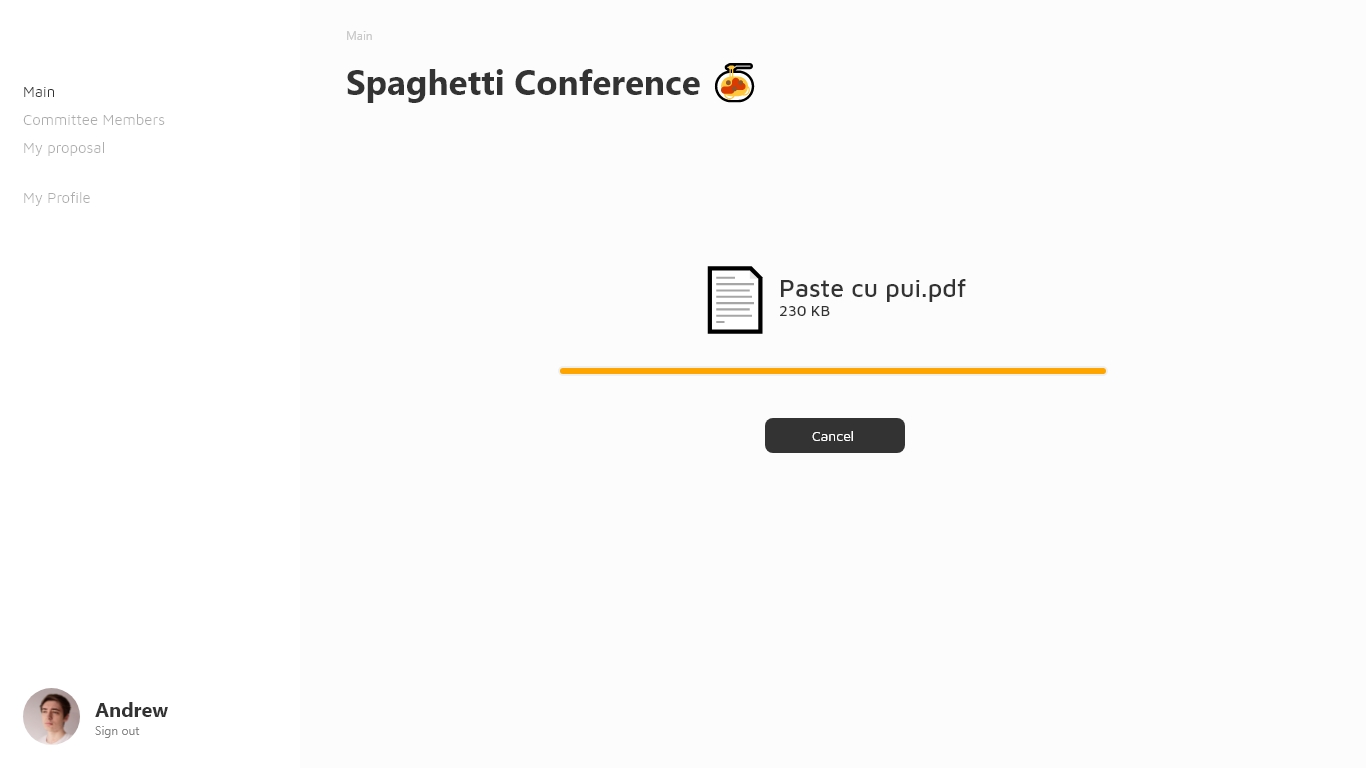 Main
Committee Members
My proposal
My Profile
Andrew
Sign out
Main
Spaghetti Conference
Paste cu pui.pdf
230 KB
Cancel